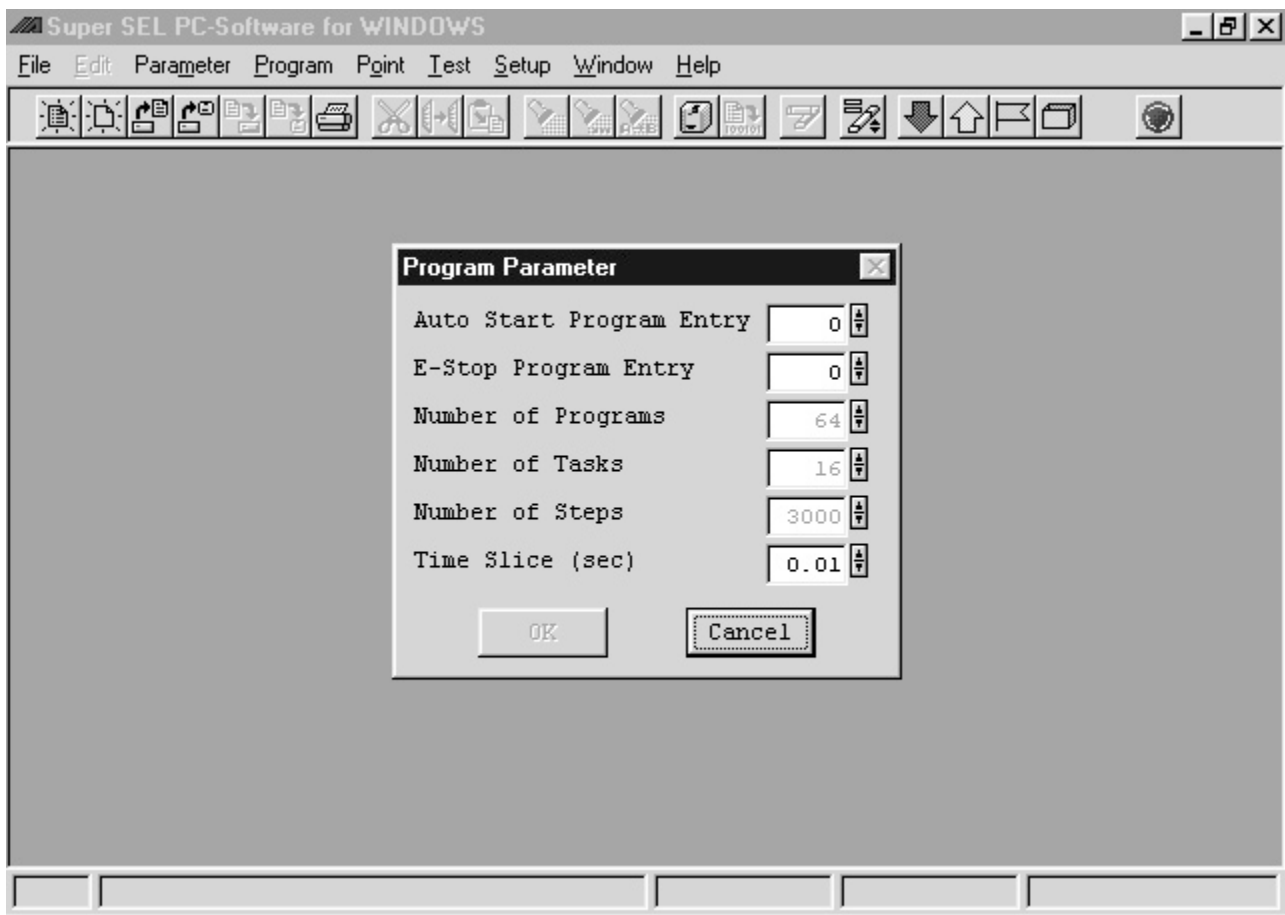 Super SEL PC-Software for WINDOWS
File Edit Parameter Program Point Test Setup Window Help
Program Parameter
Auto Start Program Entry 0
E-Stop Program Entry 0
Number of Programs 64
Number of Tasks 16
Number of Steps 3000
Time Slice (sec) 0.01
OK Cancel